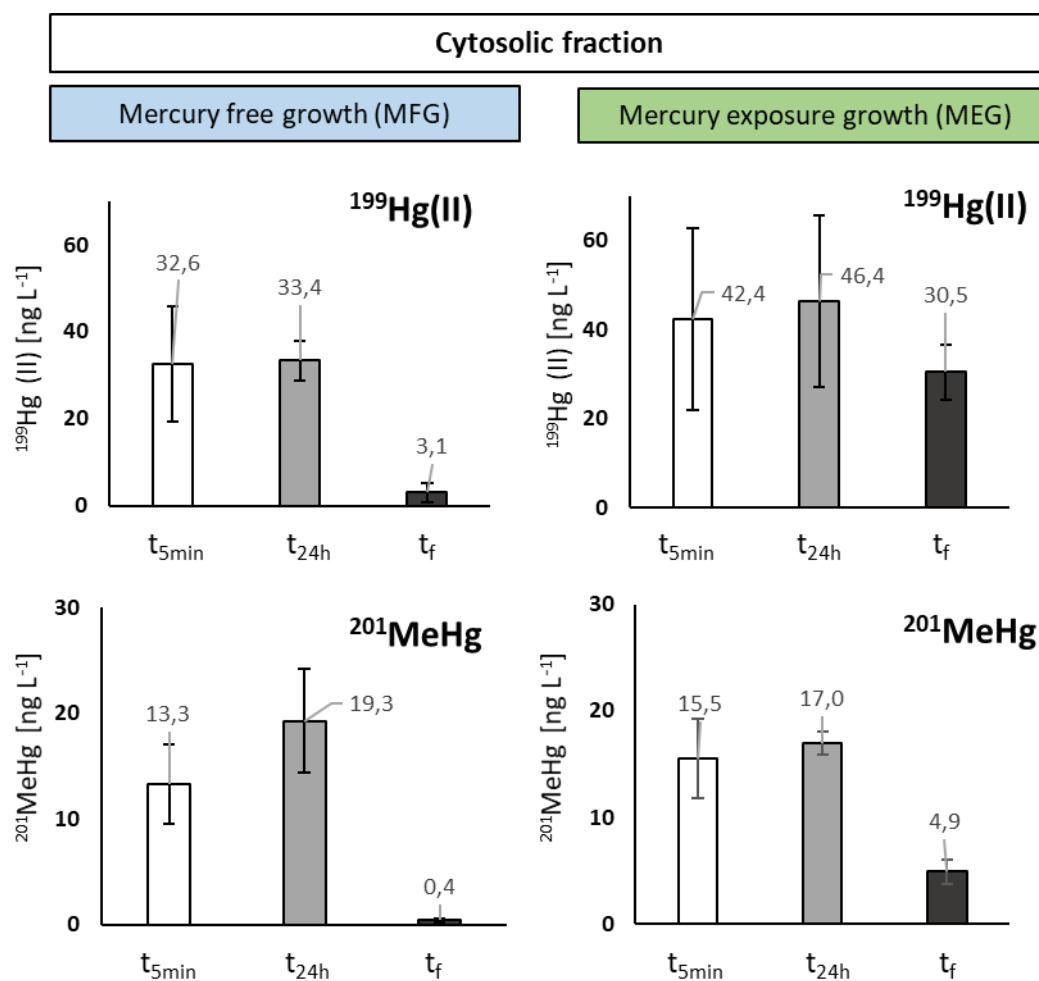 Cytosolic fraction
Mercury free growth (MFG)
Mercury exposure growth (MEG)
¹⁹⁹Hg(II)
¹⁹⁹Hg (II) [ng L⁻¹]
60
40
20
0
32,6
33,4
3,1
t5min
t24h
tf
¹⁹⁹Hg(II)
¹⁹⁹Hg (II) [ng L⁻¹]
60
40
20
0
42,4
46,4
30,5
t5min
t24h
tf
²⁰¹MeHg
²⁰¹MeHg [ng L⁻¹]
30
20
10
0
13,3
19,3
0,4
t5min
t24h
tf
²⁰¹MeHg
²⁰¹MeHg [ng L⁻¹]
30
20
10
0
15,5
17,0
4,9
t5min
t24h
tf